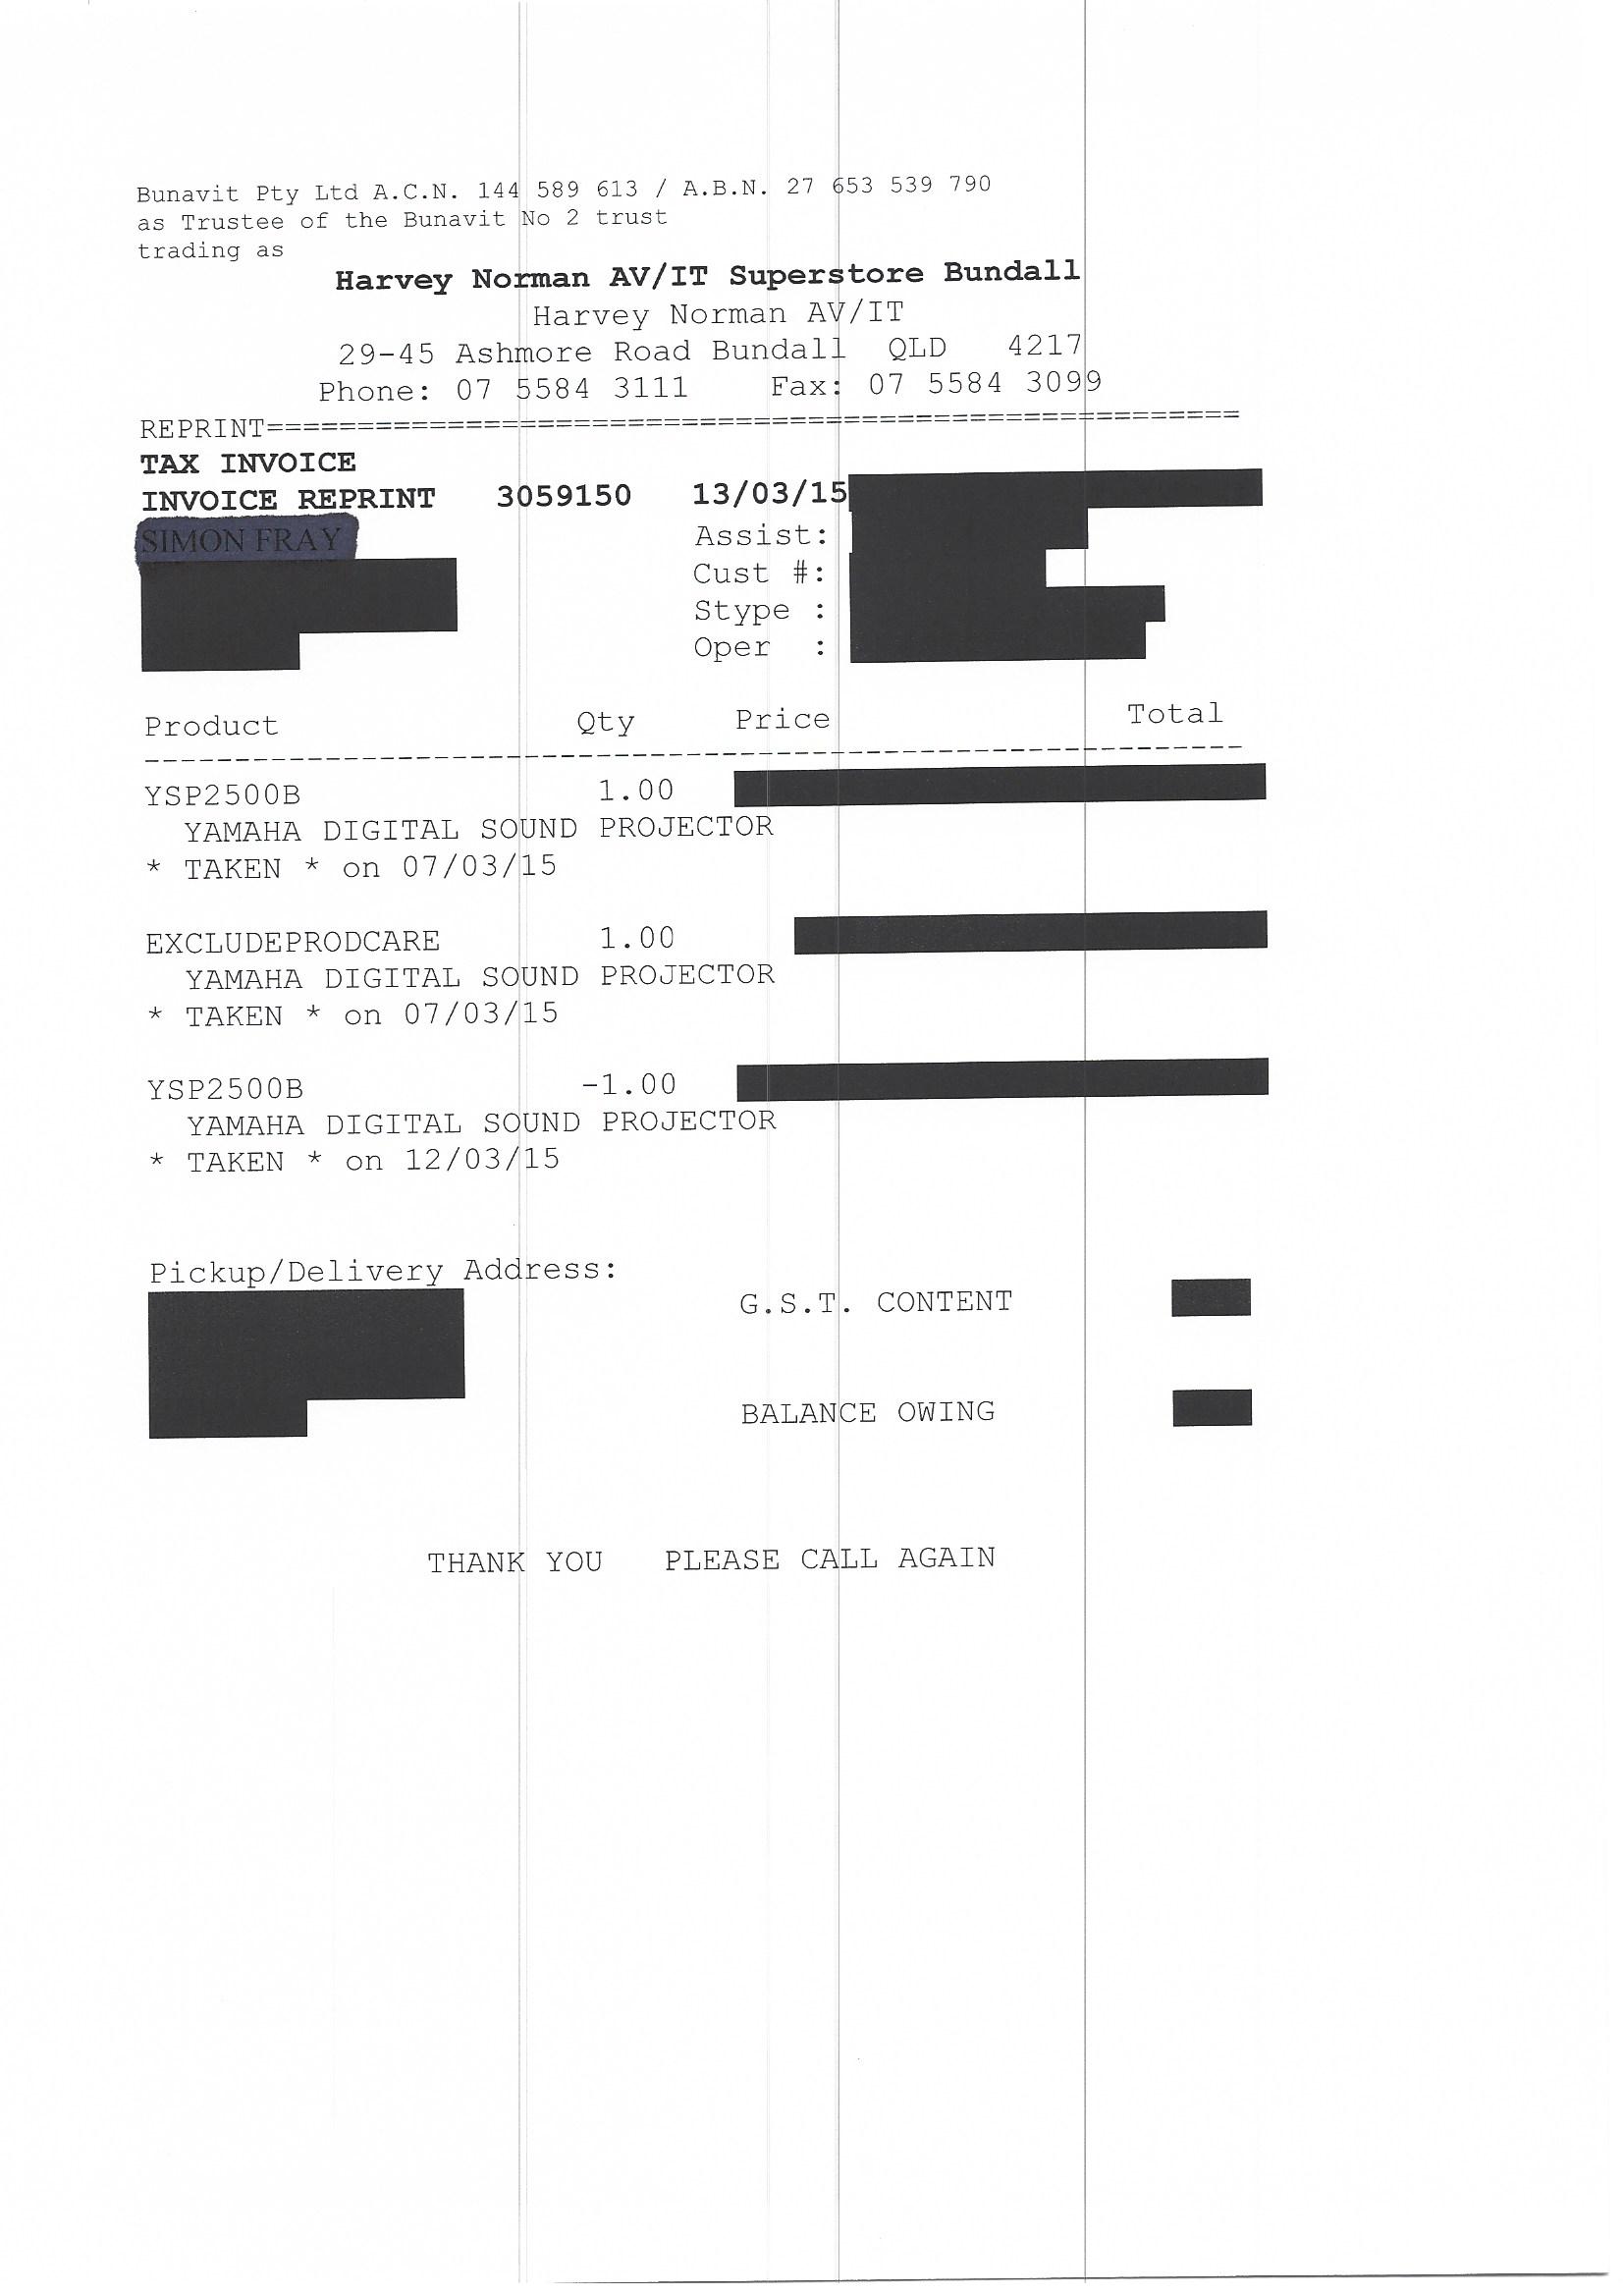 Bunavit Pty Ltd A.C.N. 144 589 613 / A.B.N. 27 653 539 790
as Trustee of the Bunavit No 2 trust
trading as
Harvey Norman AV/IT Superstore Bundall
Harvey Norman AV/IT
29-45 Ashmore Road Bundall QLD 4217
Phone: 07 5584 3111 Fax: 07 5584 3099
REPRINT======================================================
TAX INVOICE
INVOICE REPRINT 3059150 13/03/15
SIMON FRAY Assist:
Cust #:
Stype :
Oper :
Product Qty Price Total
YSP2500B 1.00
YAMAHA DIGITAL SOUND PROJECTOR
* TAKEN * on 07/03/15
EXCLUDEPRODCARE 1.00
YAMAHA DIGITAL SOUND PROJECTOR
* TAKEN * on 07/03/15
YSP2500B -1.00
YAMAHA DIGITAL SOUND PROJECTOR
* TAKEN * on 12/03/15
Pickup/Delivery Address:
G.S.T. CONTENT
BALANCE OWING
THANK YOU PLEASE CALL AGAIN